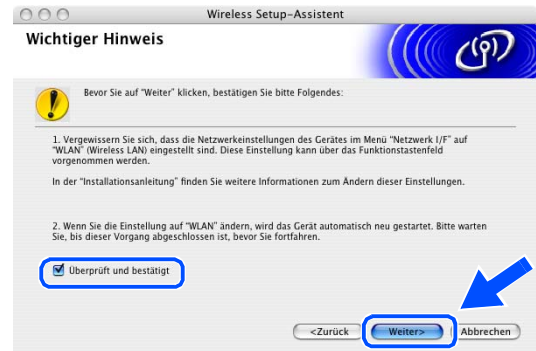 Wireless Setup-Assistent
Wichtiger Hinweis
Bevor Sie auf "Weiter" klicken, bestätigen Sie bitte Folgendes:
1. Vergewissern Sie sich, dass die Netzwerkeinstellungen des Gerätes im Menü "Netzwerk I/F" auf
"WLAN" (Wireless LAN) eingestellt sind. Diese Einstellung kann über das Funktionstastenfeld
vorgenommen werden.
In der "Installationsanleitung" finden Sie weitere Informationen zum Ändern dieser Einstellungen.
2. Wenn Sie die Einstellung auf "WLAN" ändern, wird das Gerät automatisch neu gestartet. Bitte warten
Sie, bis dieser Vorgang abgeschlossen ist, bevor Sie fortfahren.
Überprüft und bestätigt
<Zurück Weiter> Abbrechen